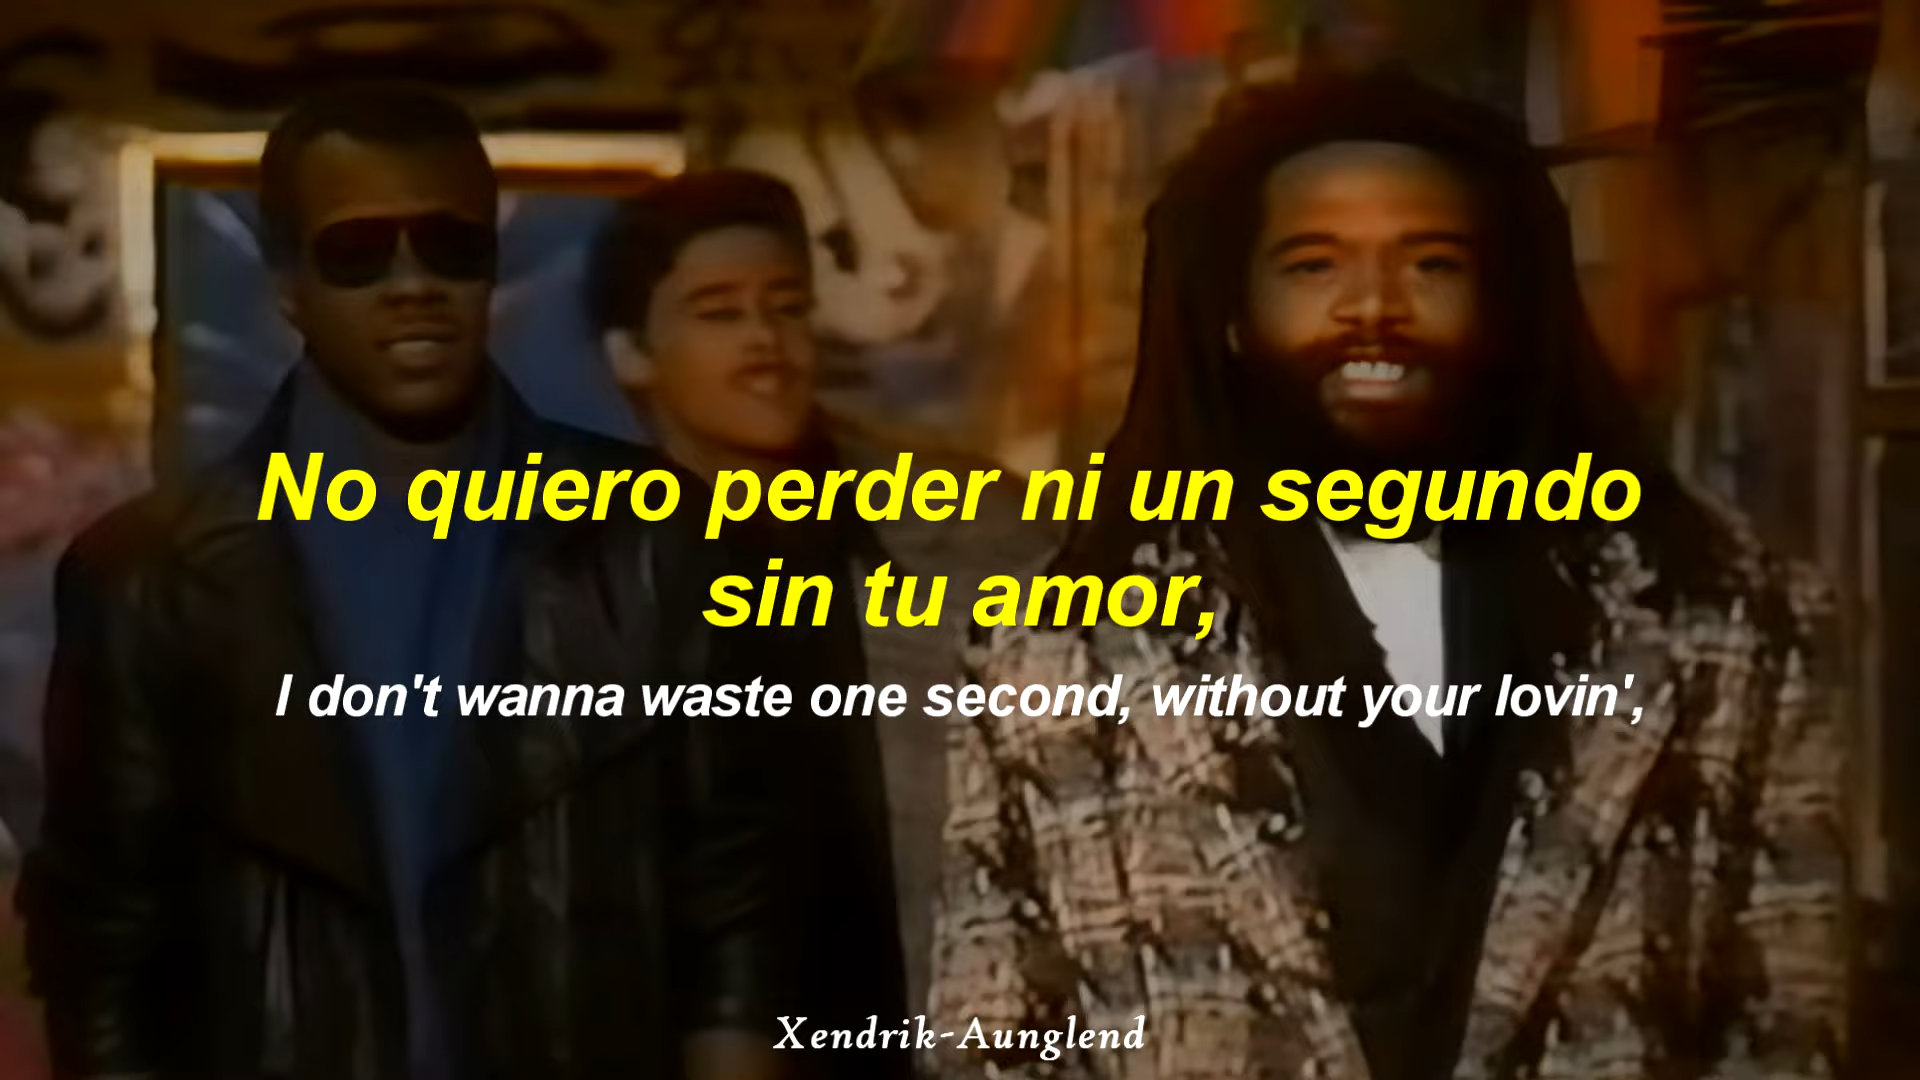 No quiero perder ni un segundo
sin tu amor,
I don't wanna waste one second, without your lovin',
Xendrik-Aunglend